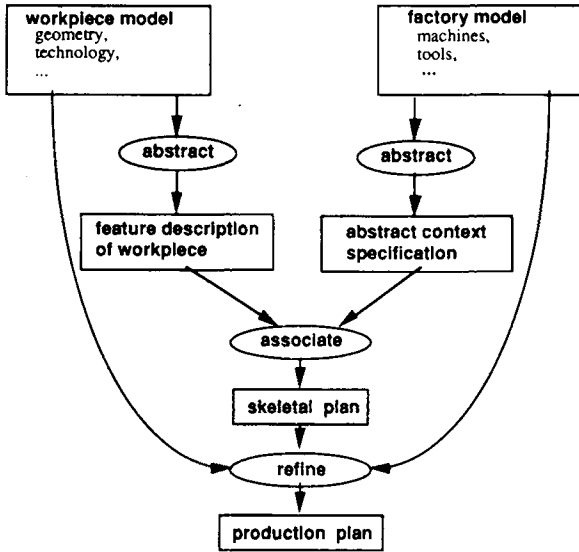 workpiece model
geometry,
technology,
...
factory model
machines,
tools,
...
abstract
abstract
feature description
of workpiece
abstract context
specification
associate
skeletal plan
refine
production plan